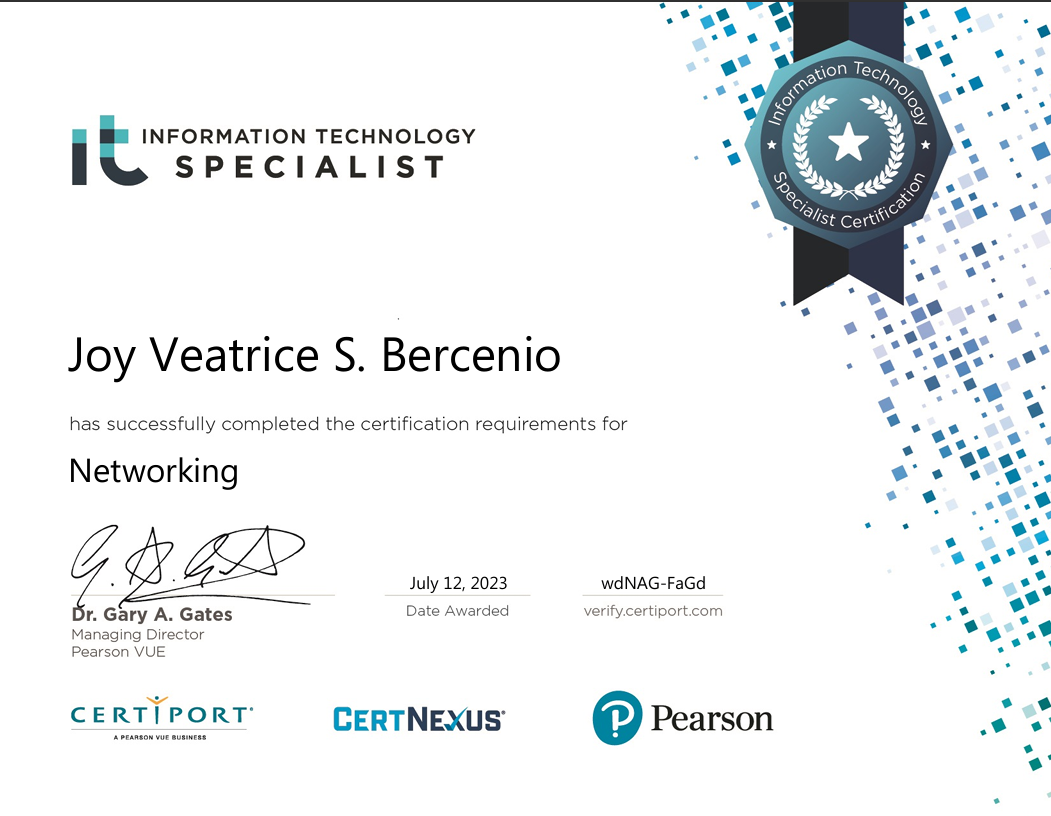 it INFORMATION TECHNOLOGY
SPECIALIST
Information Technology
Specialist Certification
Joy Veatrice S. Bercenio
has successfully completed the certification requirements for
Networking
July 12, 2023
wdNAG-FaGd
Dr. Gary A. Gates
Date Awarded
verify.certiport.com
Managing Director
Pearson VUE
CERTIPORT
A PEARSON VUE BUSINESS
CERTNEXUS
P Pearson